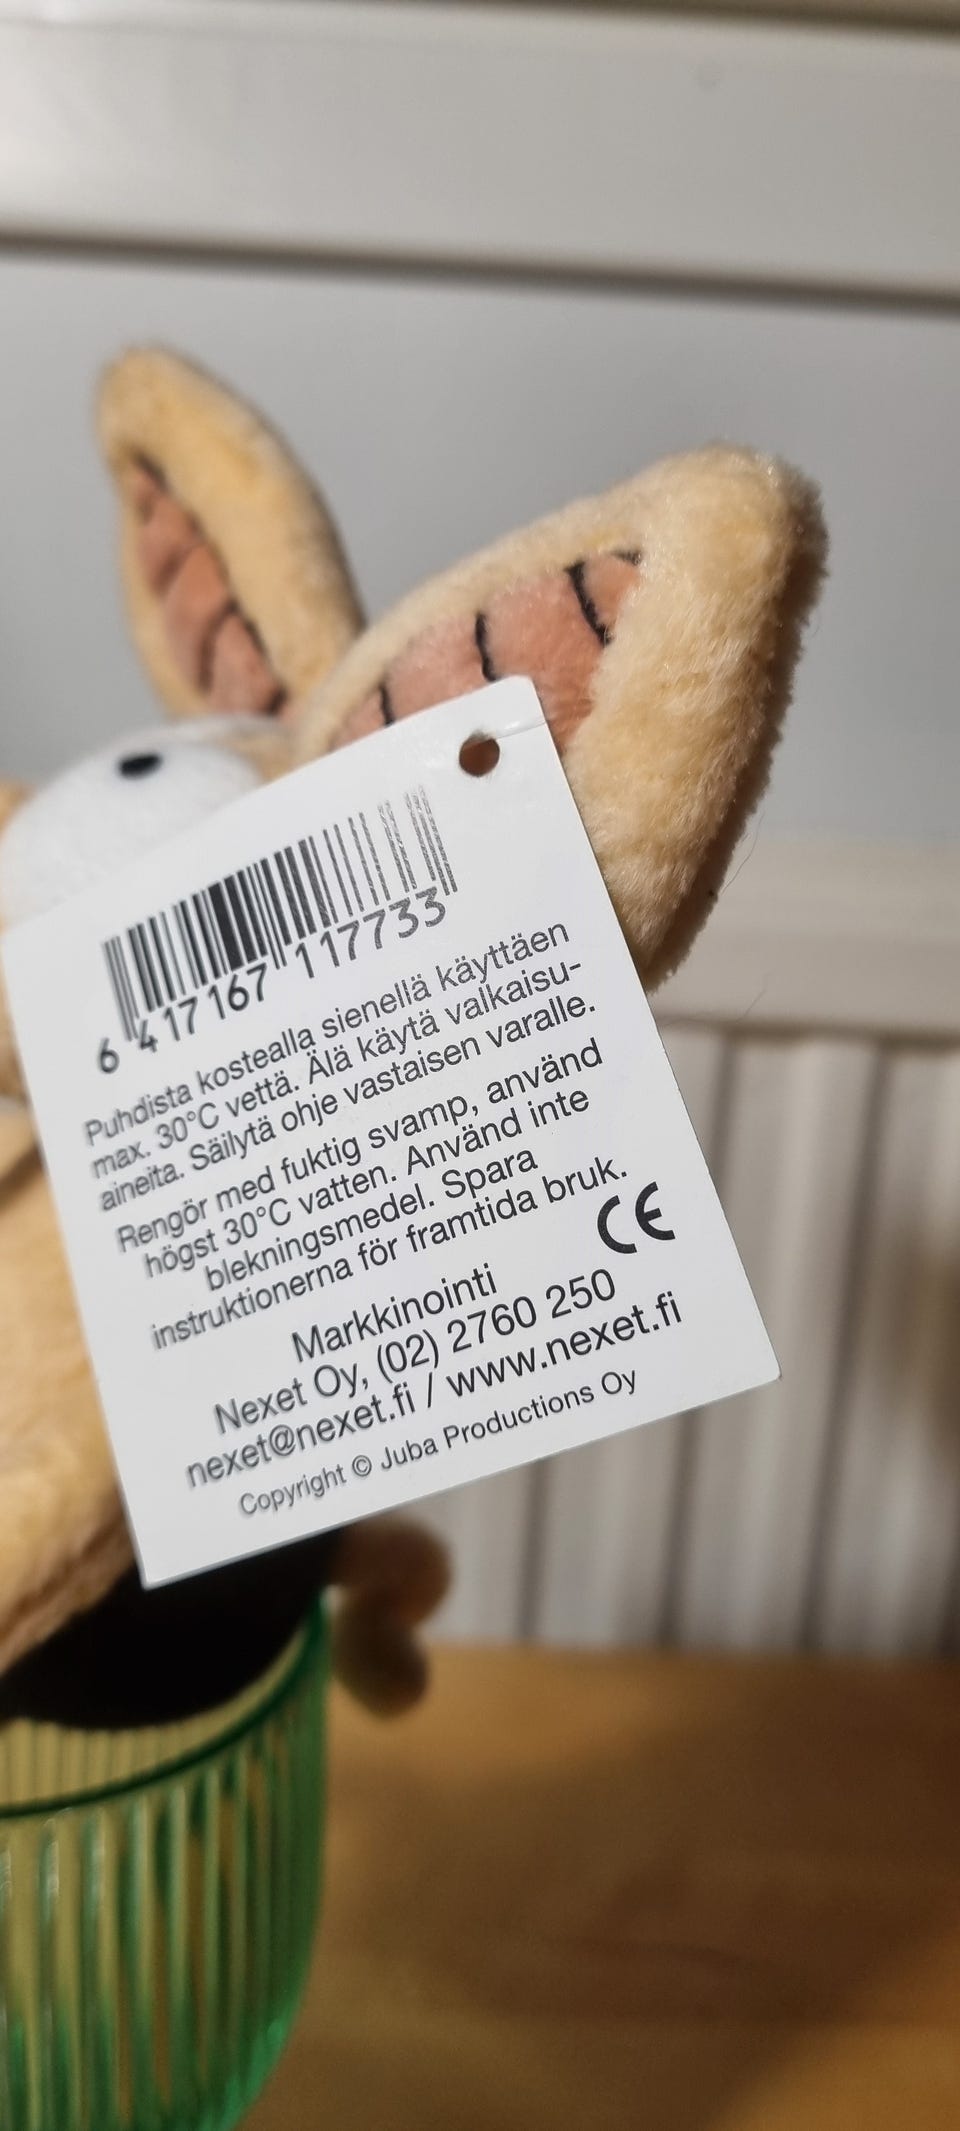 6 417167 117733
Puhdista kostealla sienellä käyttäen
max. 30°C vettä. Älä käytä valkaisu-
aineita. Säilytä ohje vastaisen varalle.
Rengör med fuktig svamp, använd
högst 30°C vatten. Använd inte
blekningsmedel. Spara
instruktionerna för framtida bruk.
CE
Markkinointi
Nexet Oy, (02) 2760 250
nexet@nexet.fi / www.nexet.fi
Copyright © Juba Productions Oy